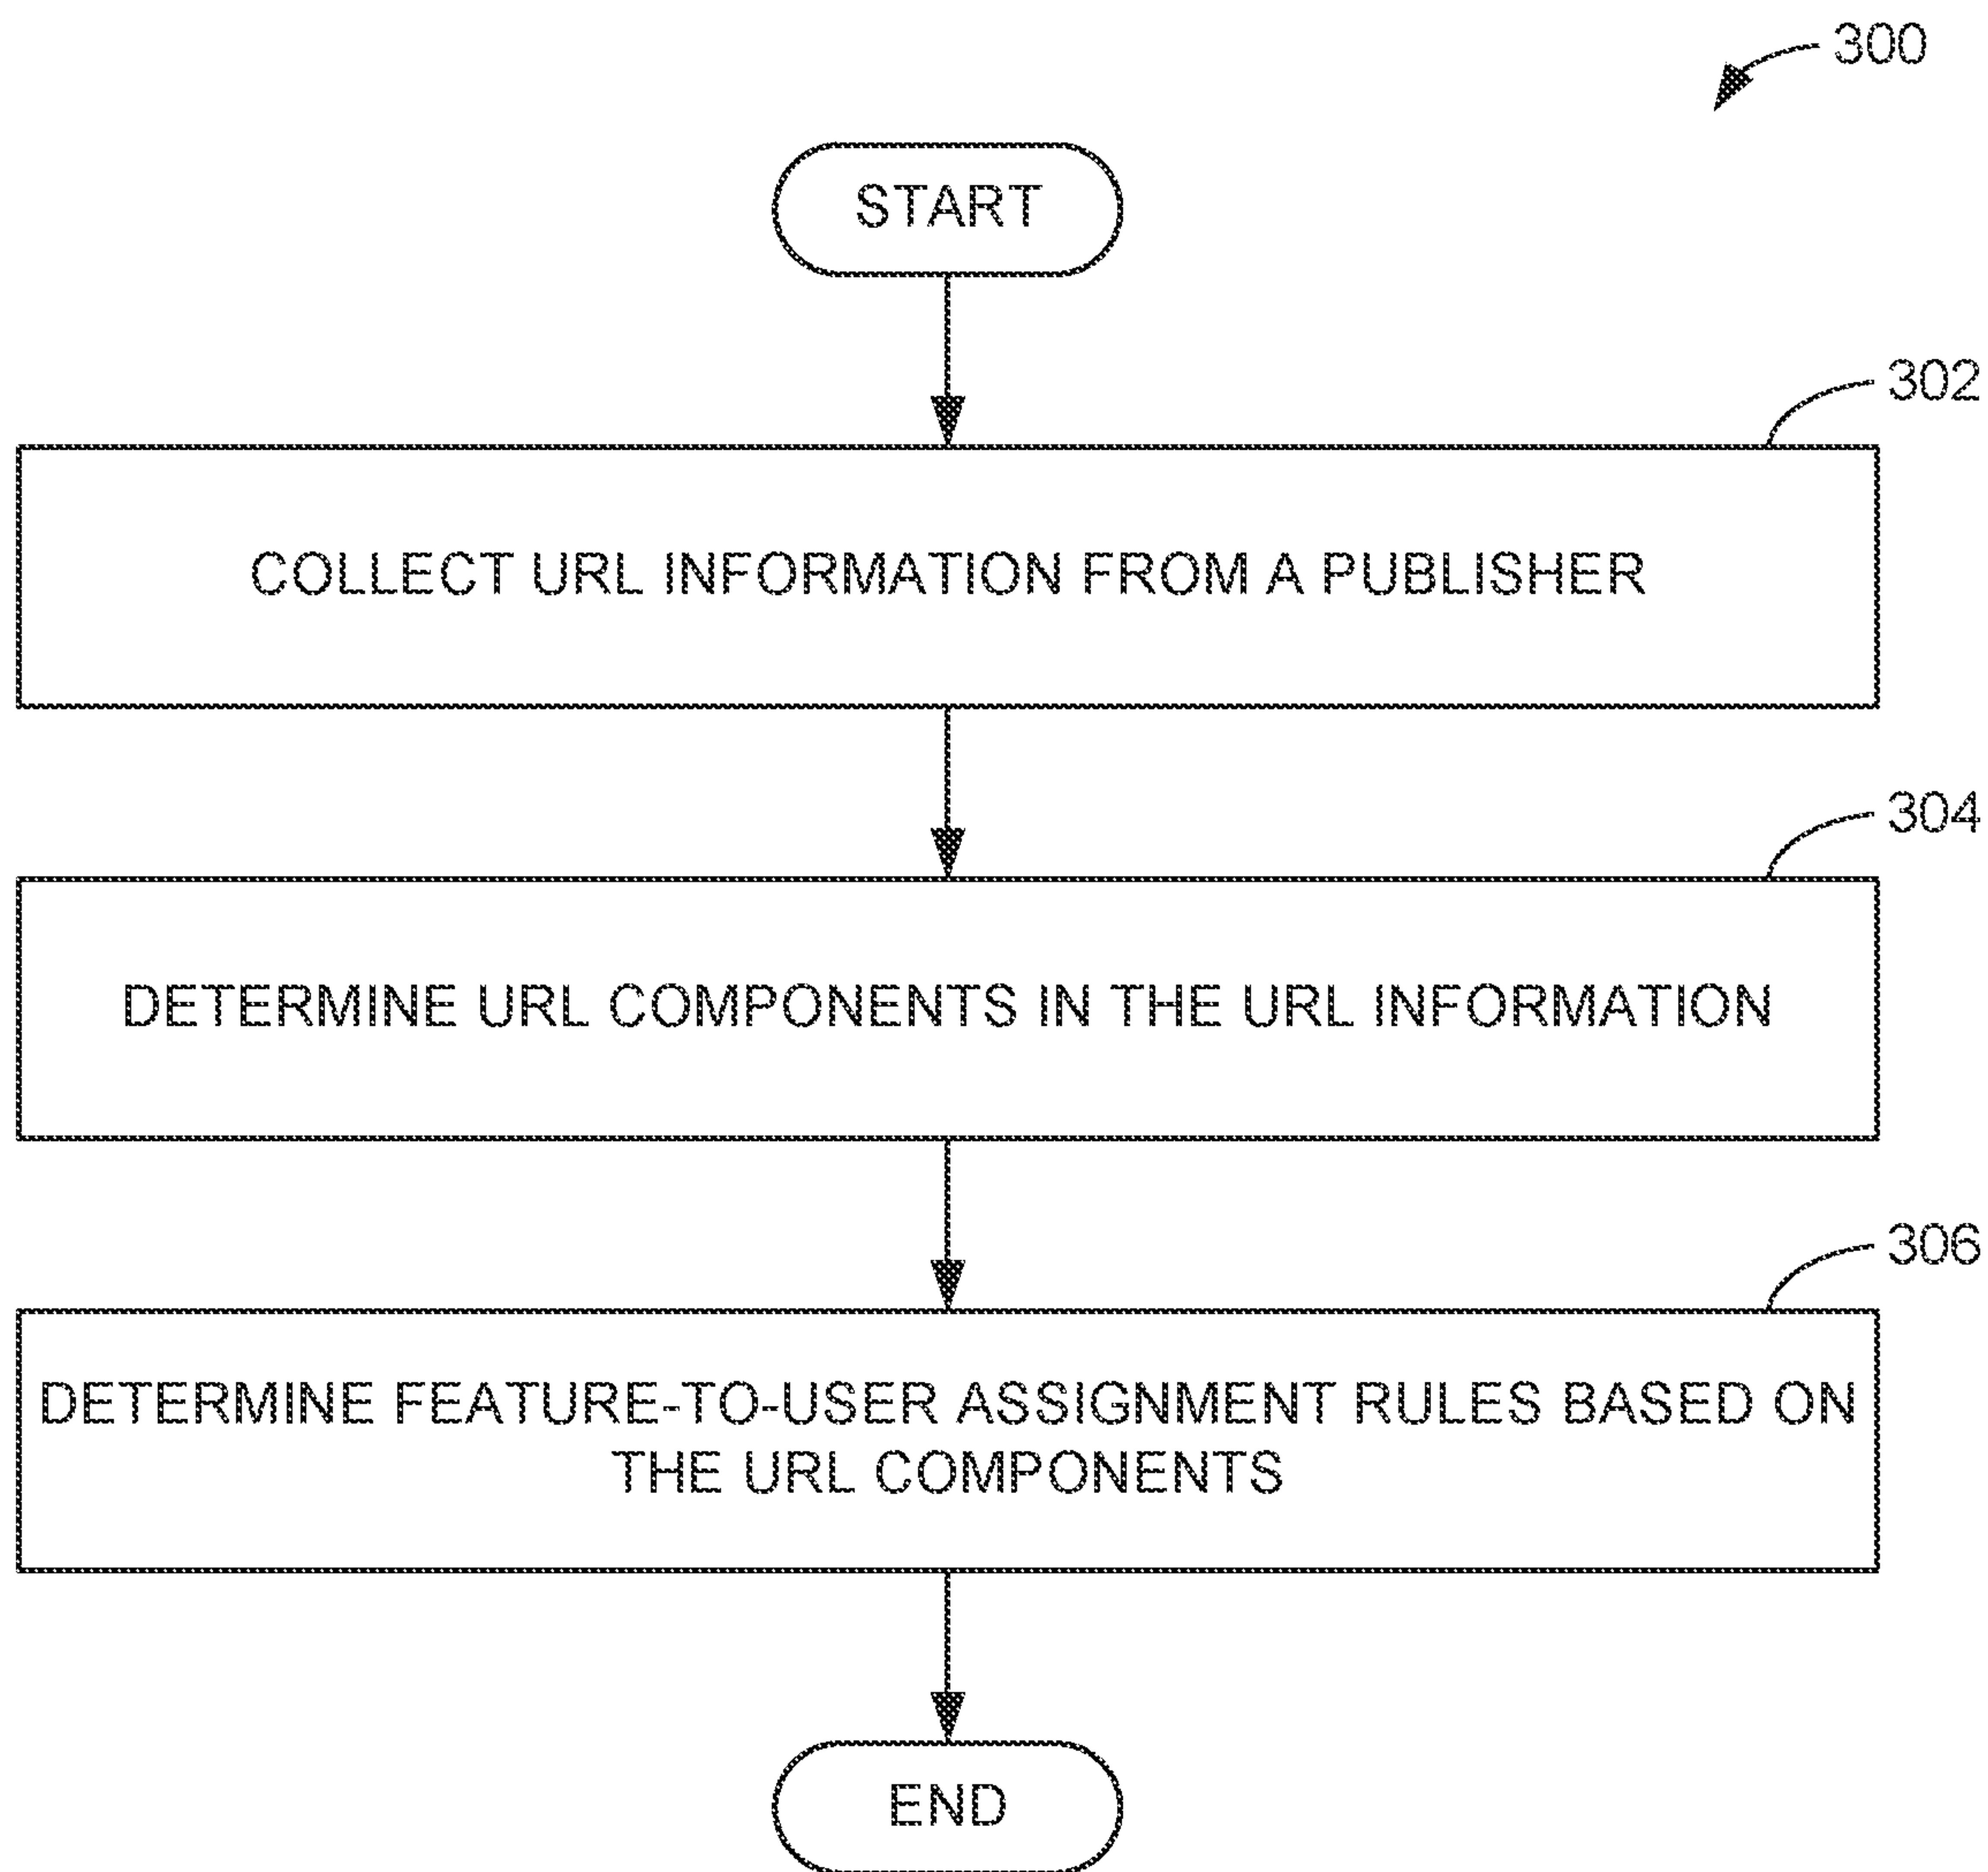 300
START
302
COLLECT URL INFORMATION FROM A PUBLISHER
304
DETERMINE URL COMPONENTS IN THE URL INFORMATION
306
DETERMINE FEATURE-TO-USER ASSIGNMENT RULES BASED ON
THE URL COMPONENTS
END